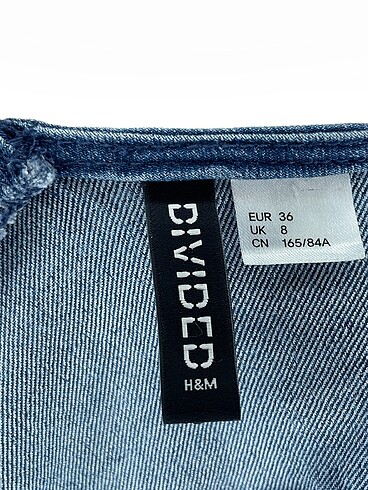 DIVIDED
H&M
EUR 36
UK 8
CN 165/84A